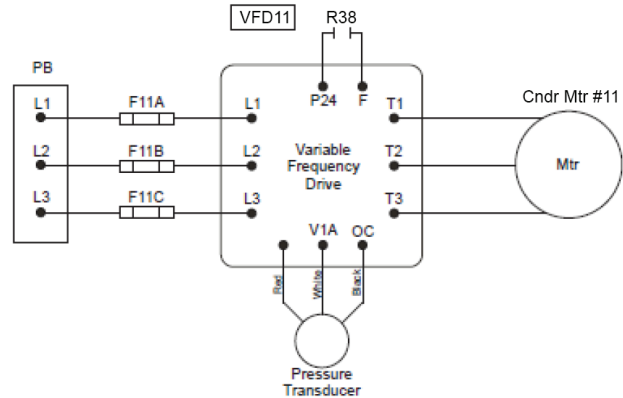 VFD11 R38
PB
P24 F
L1 F11A L1 T1 Cndr Mtr #11
L2 F11B L2 Variable T2 Mtr
Frequency
Drive
L3 F11C L3 T3
V1A OC
Red White Black
Pressure
Transducer